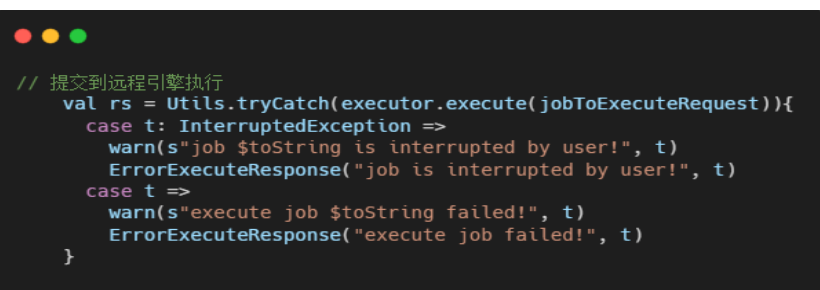 // 提交到远程引擎执行
val rs = Utils.tryCatch(executor.execute(jobToExecuteRequest)){
case t: InterruptedException =>
warn(s"job $toString is interrupted by user!", t)
ErrorExecuteResponse("job is interrupted by user!", t)
case t =>
warn(s"execute job $toString failed!", t)
ErrorExecuteResponse("execute job failed!", t)
}